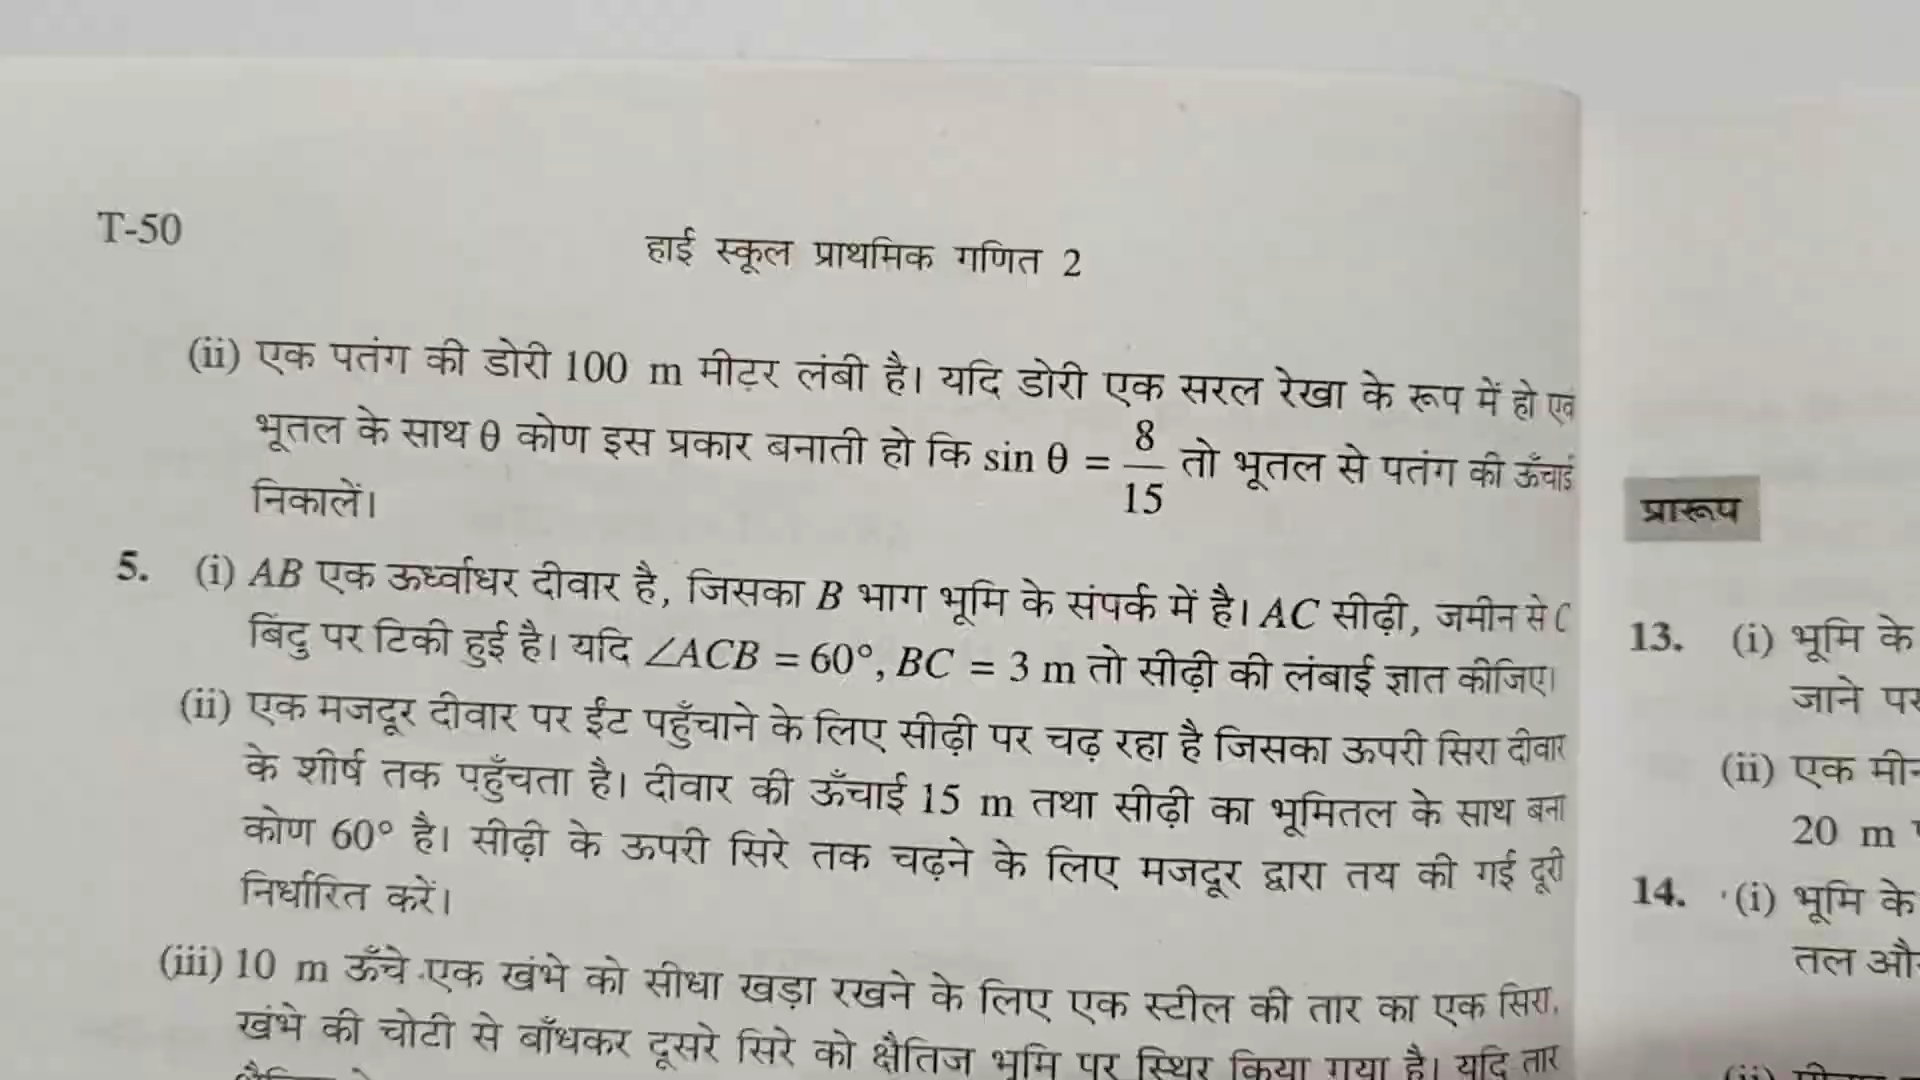 T-50
हाई स्कूल प्राथमिक गणित 2
(ii) एक पतंग की डोरी 100 m मीटर लंबी है। यदि डोरी एक सरल रेखा के रूप में हो एवं
भूतल के साथ θ कोण इस प्रकार बनाती हो कि sin θ = 8/15 तो भूतल से पतंग की ऊँचाई
निकालें।
5. (i) AB एक ऊर्ध्वाधर दीवार है, जिसका B भाग भूमि के संपर्क में है। AC सीढ़ी, जमीन से C
बिंदु पर टिकी हुई है। यदि ∠ACB = 60°, BC = 3 m तो सीढ़ी की लंबाई ज्ञात कीजिए।
(ii) एक मजदूर दीवार पर ईंट पहुँचाने के लिए सीढ़ी पर चढ़ रहा है जिसका ऊपरी सिरा दीवार
के शीर्ष तक पहुँचता है। दीवार की ऊँचाई 15 m तथा सीढ़ी का भूमितल के साथ बना
कोण 60° है। सीढ़ी के ऊपरी सिरे तक चढ़ने के लिए मजदूर द्वारा तय की गई दूरी
निर्धारित करें।
(iii) 10 m ऊँचे एक खंभे को सीधा खड़ा रखने के लिए एक स्टील की तार का एक सिरा,
खंभे की चोटी से बाँधकर दूसरे सिरे को क्षैतिज भूमि पर स्थिर किया गया है। यदि तार
प्रारूप
13. (i) भूमि के
जाने पर
(ii) एक
20 m
14. (i) भूमि के
तल